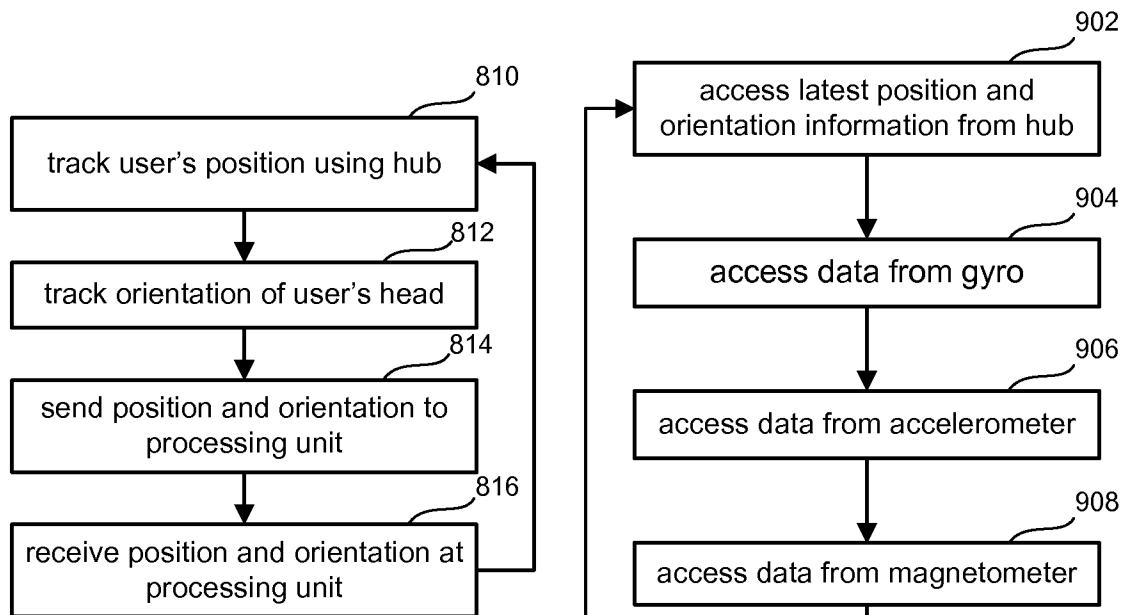 810
track user's position using hub
812
track orientation of user's head
814
send position and orientation to
processing unit
816
receive position and orientation at
processing unit
902
access latest position and
orientation information from hub
904
access data from gyro
906
access data from accelerometer
908
access data from magnetometer